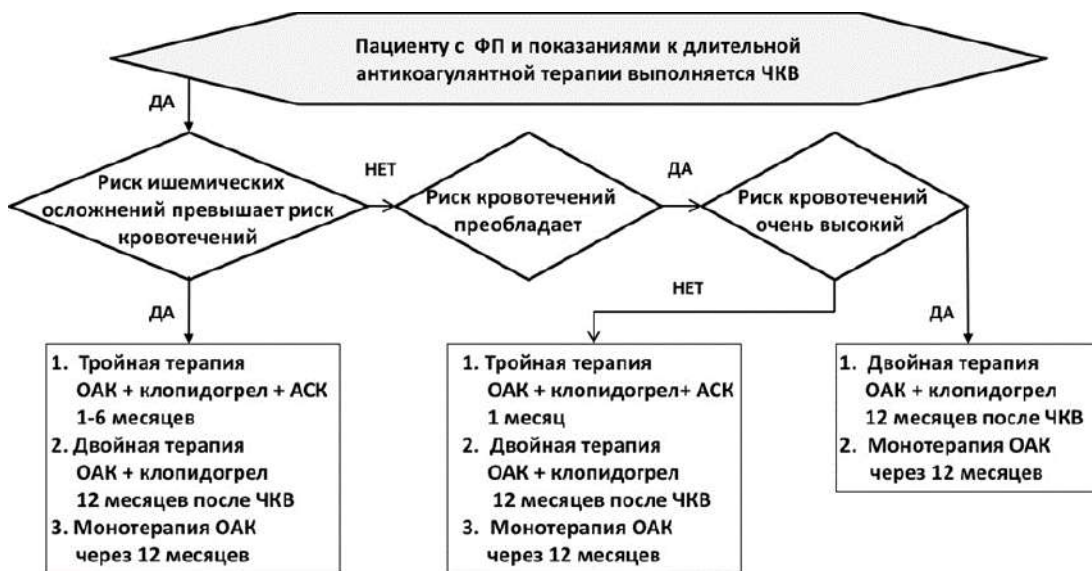 Пациенту с ФП и показаниями к длительной
антикоагулянтной терапии выполняется ЧКВ
ДА
Риск ишемических
осложнений превышает риск
кровотечений
НЕТ
Риск кровотечений
преобладает
ДА
Риск кровотечений
очень высокий
ДА
НЕТ
ДА
1. Тройная терапия
ОАК + клопидогрел + АСК
1-6 месяцев
2. Двойная терапия
ОАК + клопидогрел
12 месяцев после ЧКВ
3. Монотерапия ОАК
через 12 месяцев
1. Тройная терапия
ОАК + клопидогрел+ АСК
1 месяц
2. Двойная терапия
ОАК + клопидогрел
12 месяцев после ЧКВ
3. Монотерапия ОАК
через 12 месяцев
1. Двойная терапия
ОАК + клопидогрел
12 месяцев после ЧКВ
2. Монотерапия ОАК
через 12 месяцев